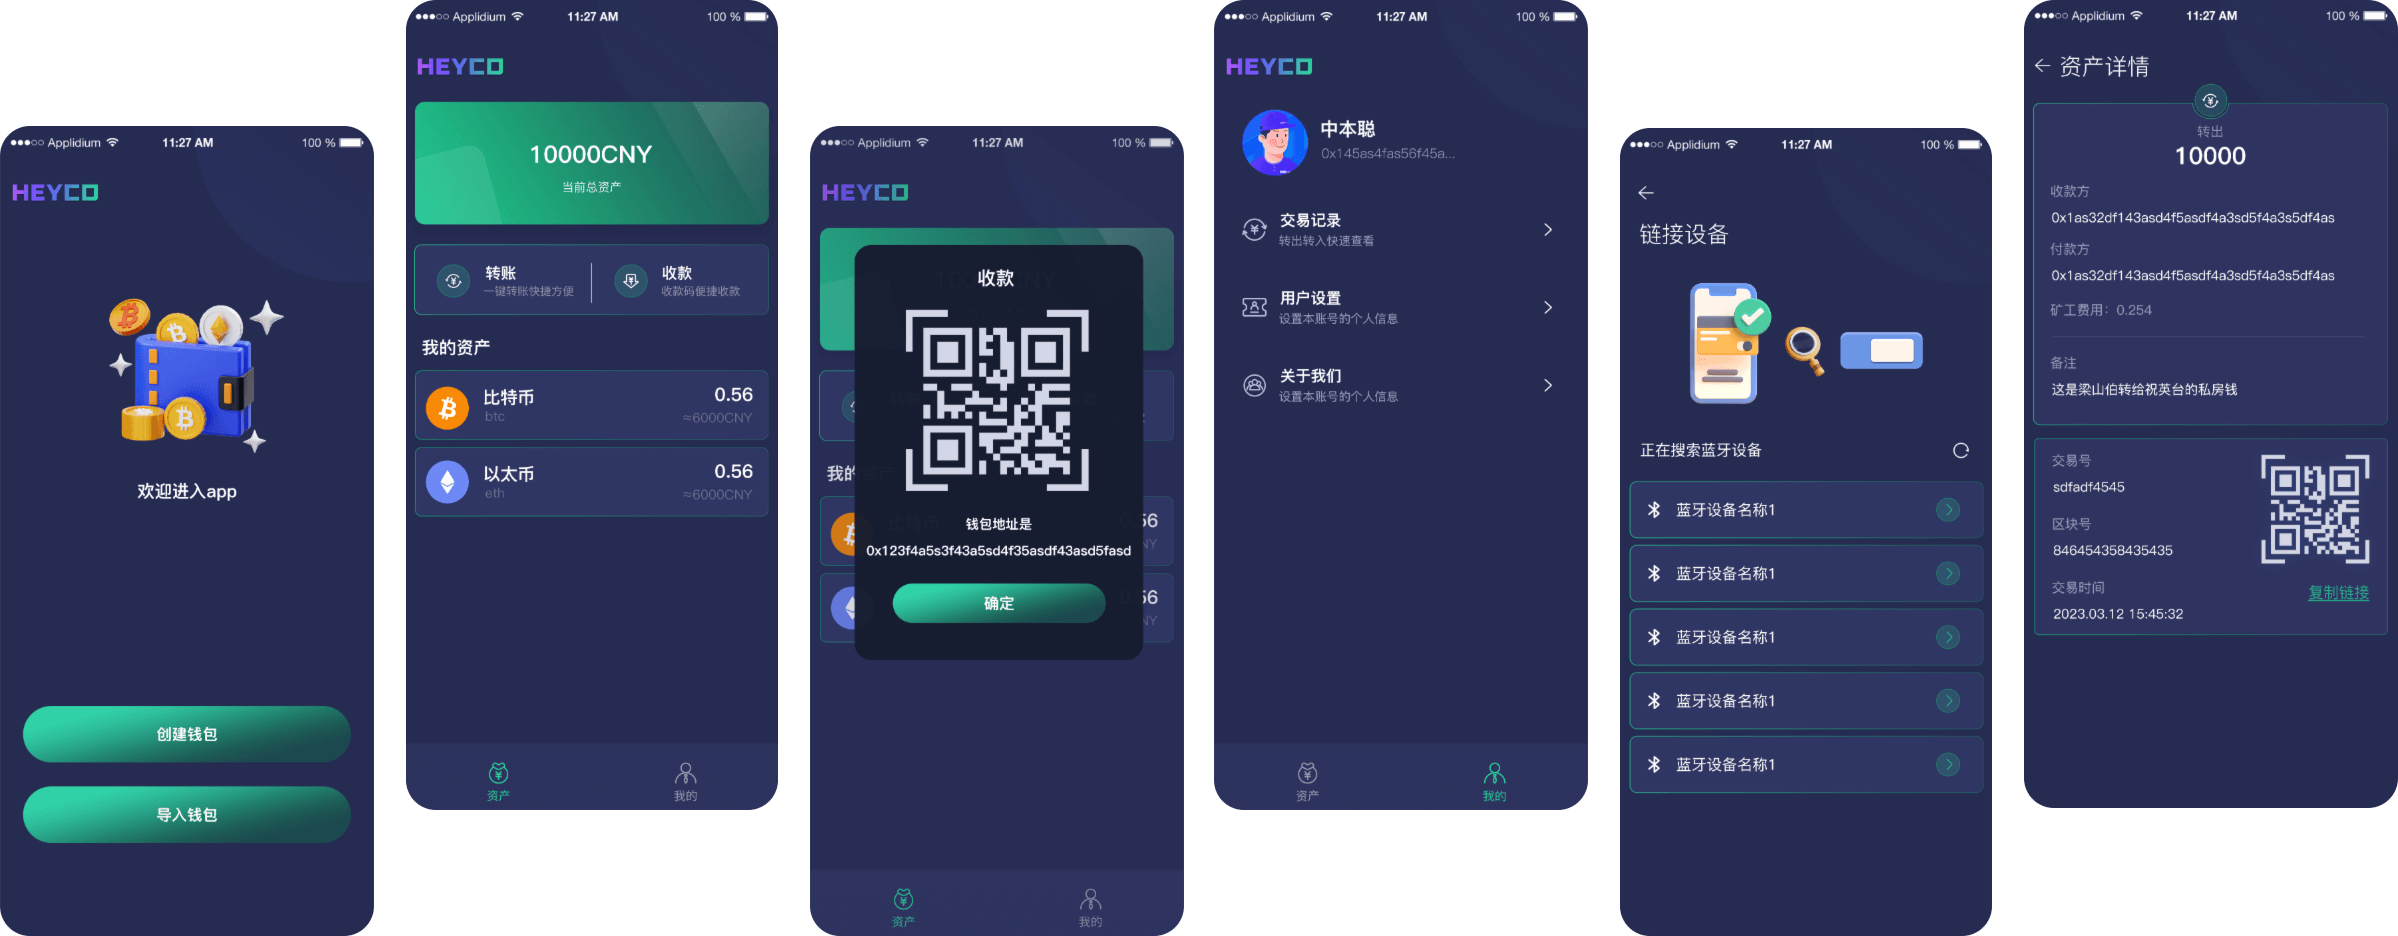 Applidium
11:27 AM
100 %
HEYCO
欢迎进入app
创建钱包
导入钱包
Applidium
11:27 AM
100 %
HEYCO
10000CNY
当前总资产
转账
一键转账快捷方便
收款
收款码便捷收款
我的资产
比特币
btc
0.56
≈6000CNY
以太币
eth
0.56
≈6000CNY
资产
我的
Applidium
11:27 AM
100 %
HEYCO
10000CNY
收款
我的资产
比特币
钱包地址是
0x123f4a5s3f43a5sd4f35asdf43asd5fasd
确定
资产
我的
Applidium
11:27 AM
100 %
HEYCO
中本聪
0x145as4fas56f45a...
交易记录
转出转入快速查看
用户设置
设置本账号的个人信息
关于我们
设置本账号的个人信息
资产
我的
Applidium
11:27 AM
100 %
链接设备
正在搜索蓝牙设备
蓝牙设备名称1
蓝牙设备名称1
蓝牙设备名称1
蓝牙设备名称1
蓝牙设备名称1
Applidium
11:27 AM
100 %
资产详情
转出
10000
收款方
0x1as32df143asd4f5asdf4a3sd5f4a3s5df4as
付款方
0x1as32df143asd4f5asdf4a3sd5f4a3s5df4as
矿工费用：0.254
备注
这是梁山伯转给祝英台的私房钱
交易号
sdfadf4545
区块号
846454358435435
交易时间
2023.03.12 15:45:32
复制链接